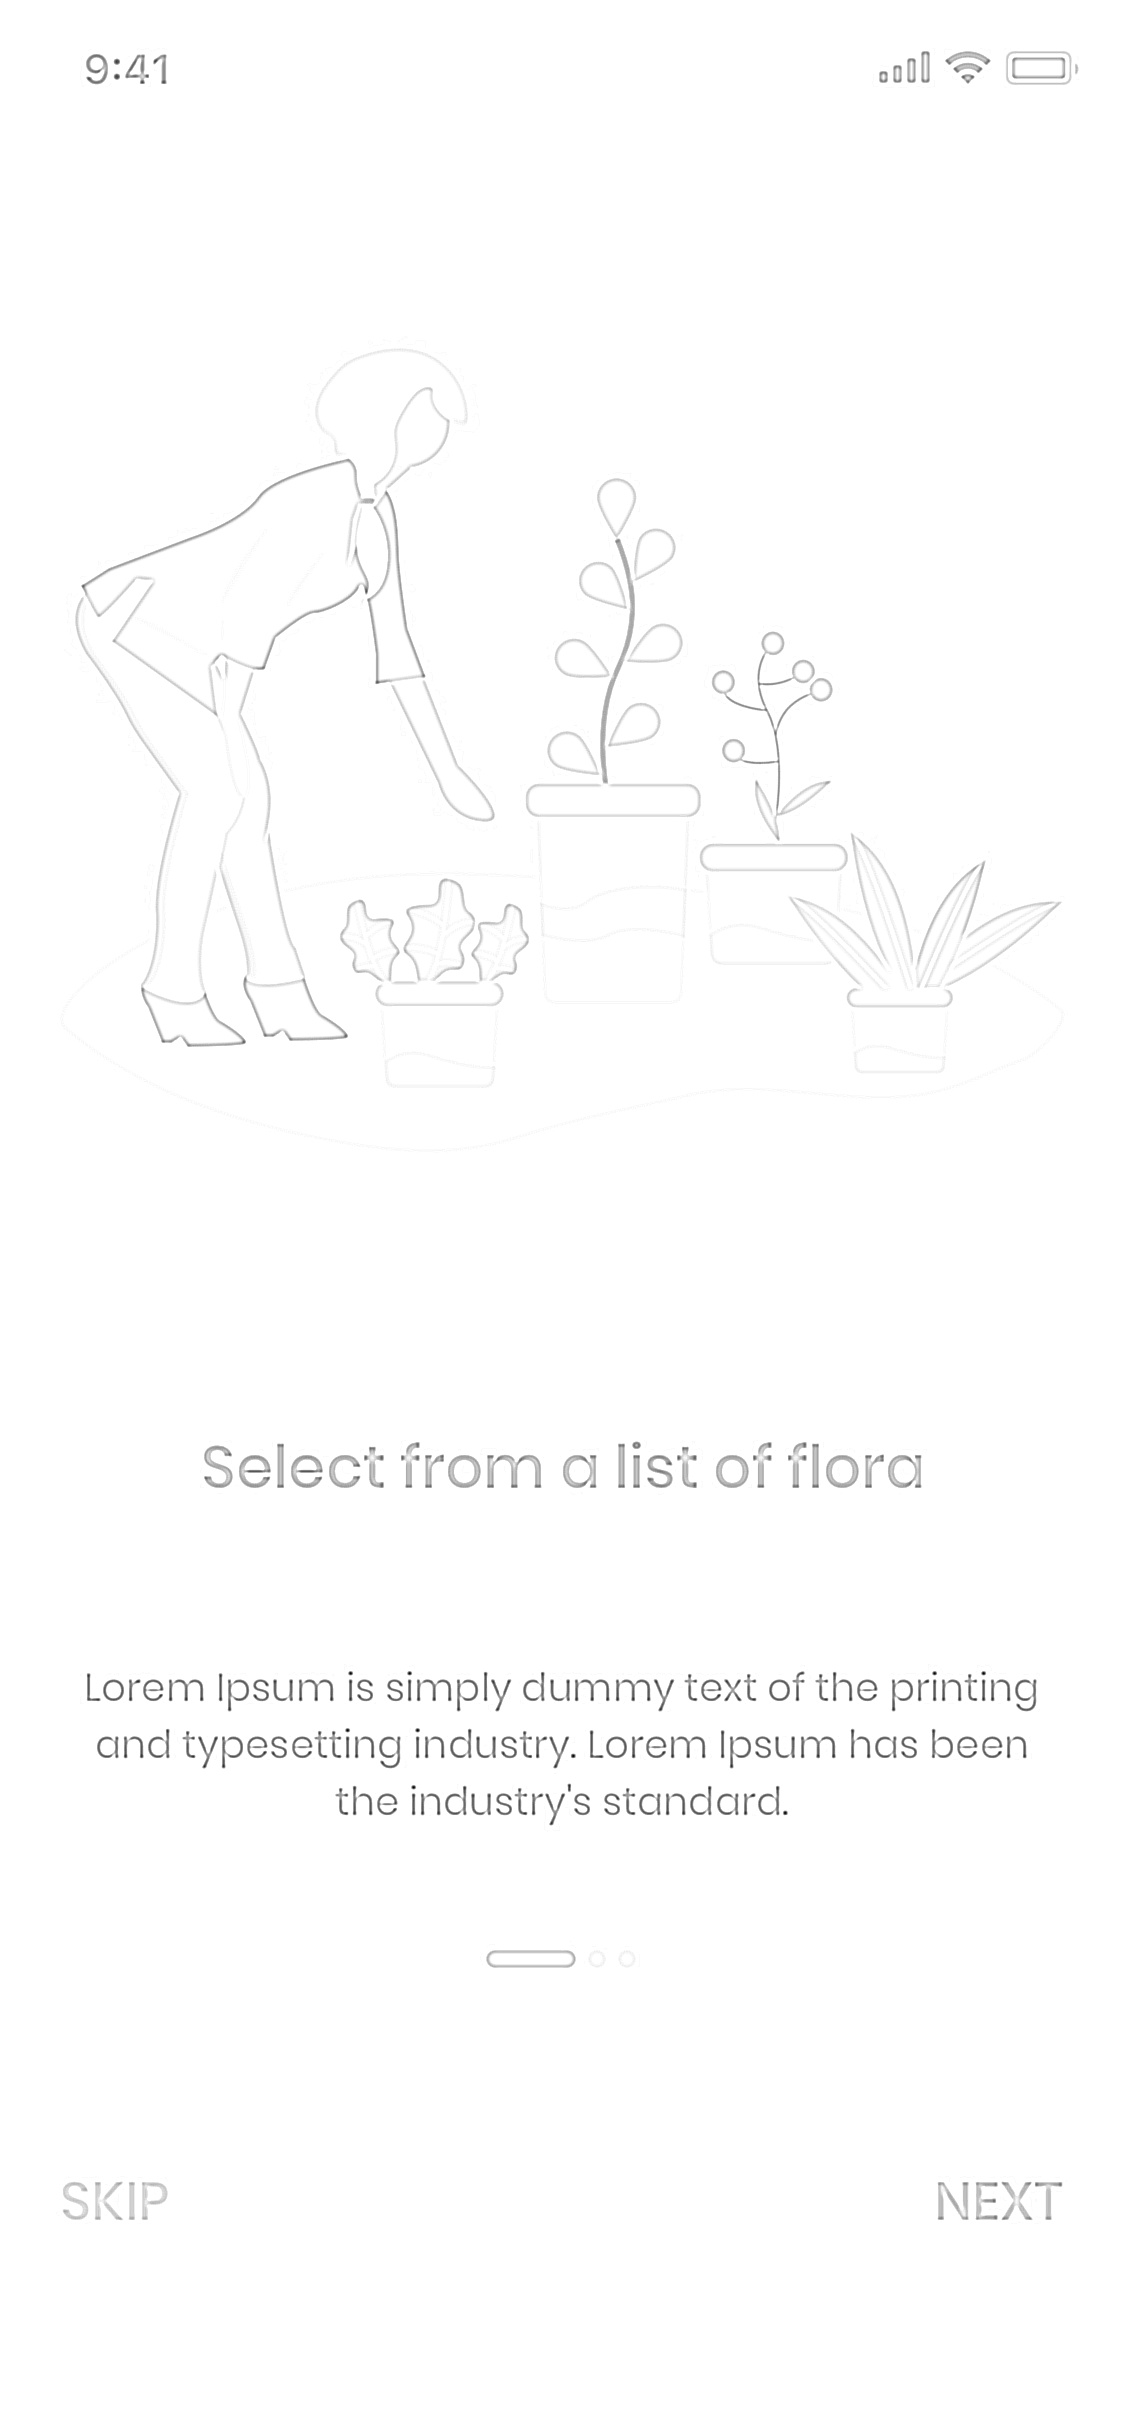 9:41
Select from a list of flora
Lorem Ipsum is simply dummy text of the printing
and typesetting industry. Lorem Ipsum has been
the industry's standard.
SKIP
NEXT